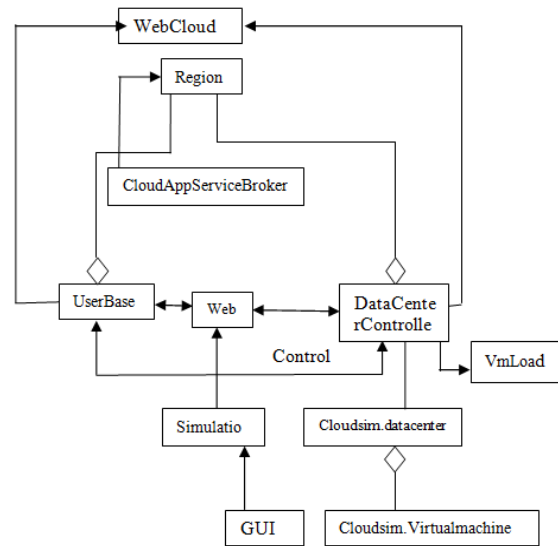 WebCloud
Region
CloudAppServiceBroker
UserBase
Web
DataCente
rControlle
Control
VmLoad
Simulatio
Cloudsim.datacenter
GUI
Cloudsim.Virtualmachine